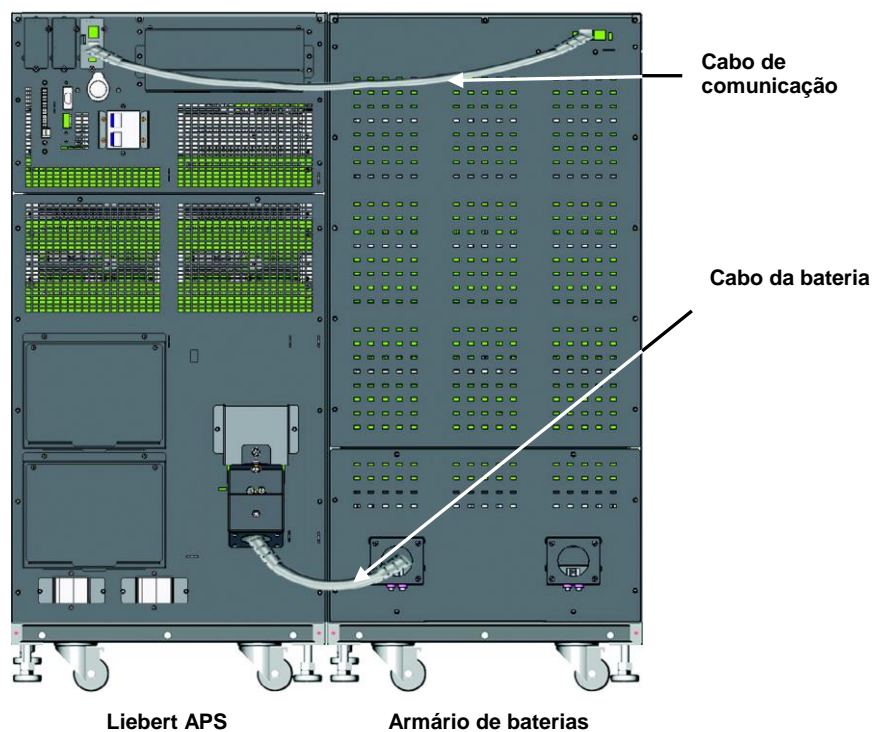 Cabo de
comunicação
Cabo da bateria
Liebert APS
Armário de baterias